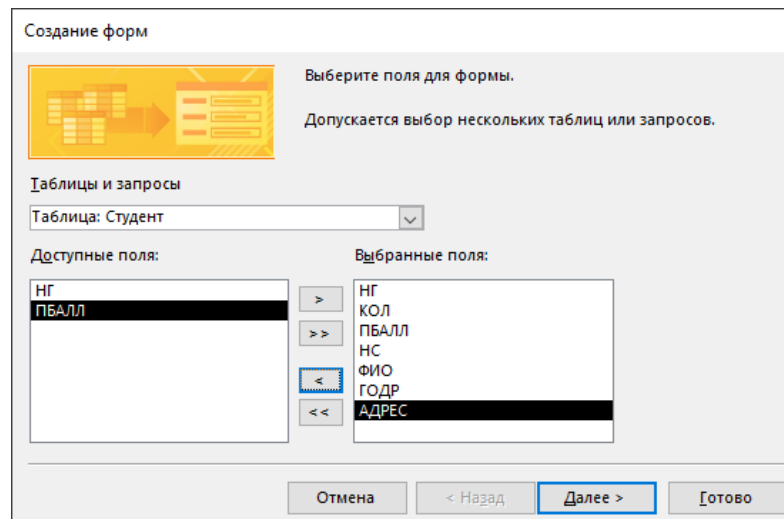 Создание форм
Выберите поля для формы.
Допускается выбор нескольких таблиц или запросов.
Таблицы и запросы
Таблица: Студент
Доступные поля:
Выбранные поля:
НГ
ПБАЛЛ
>
>>
<
<<
НГ
КОЛ
ПБАЛЛ
НС
ФИО
ГОДР
АДРЕС
Отмена
< Назад
Далее >
Готово